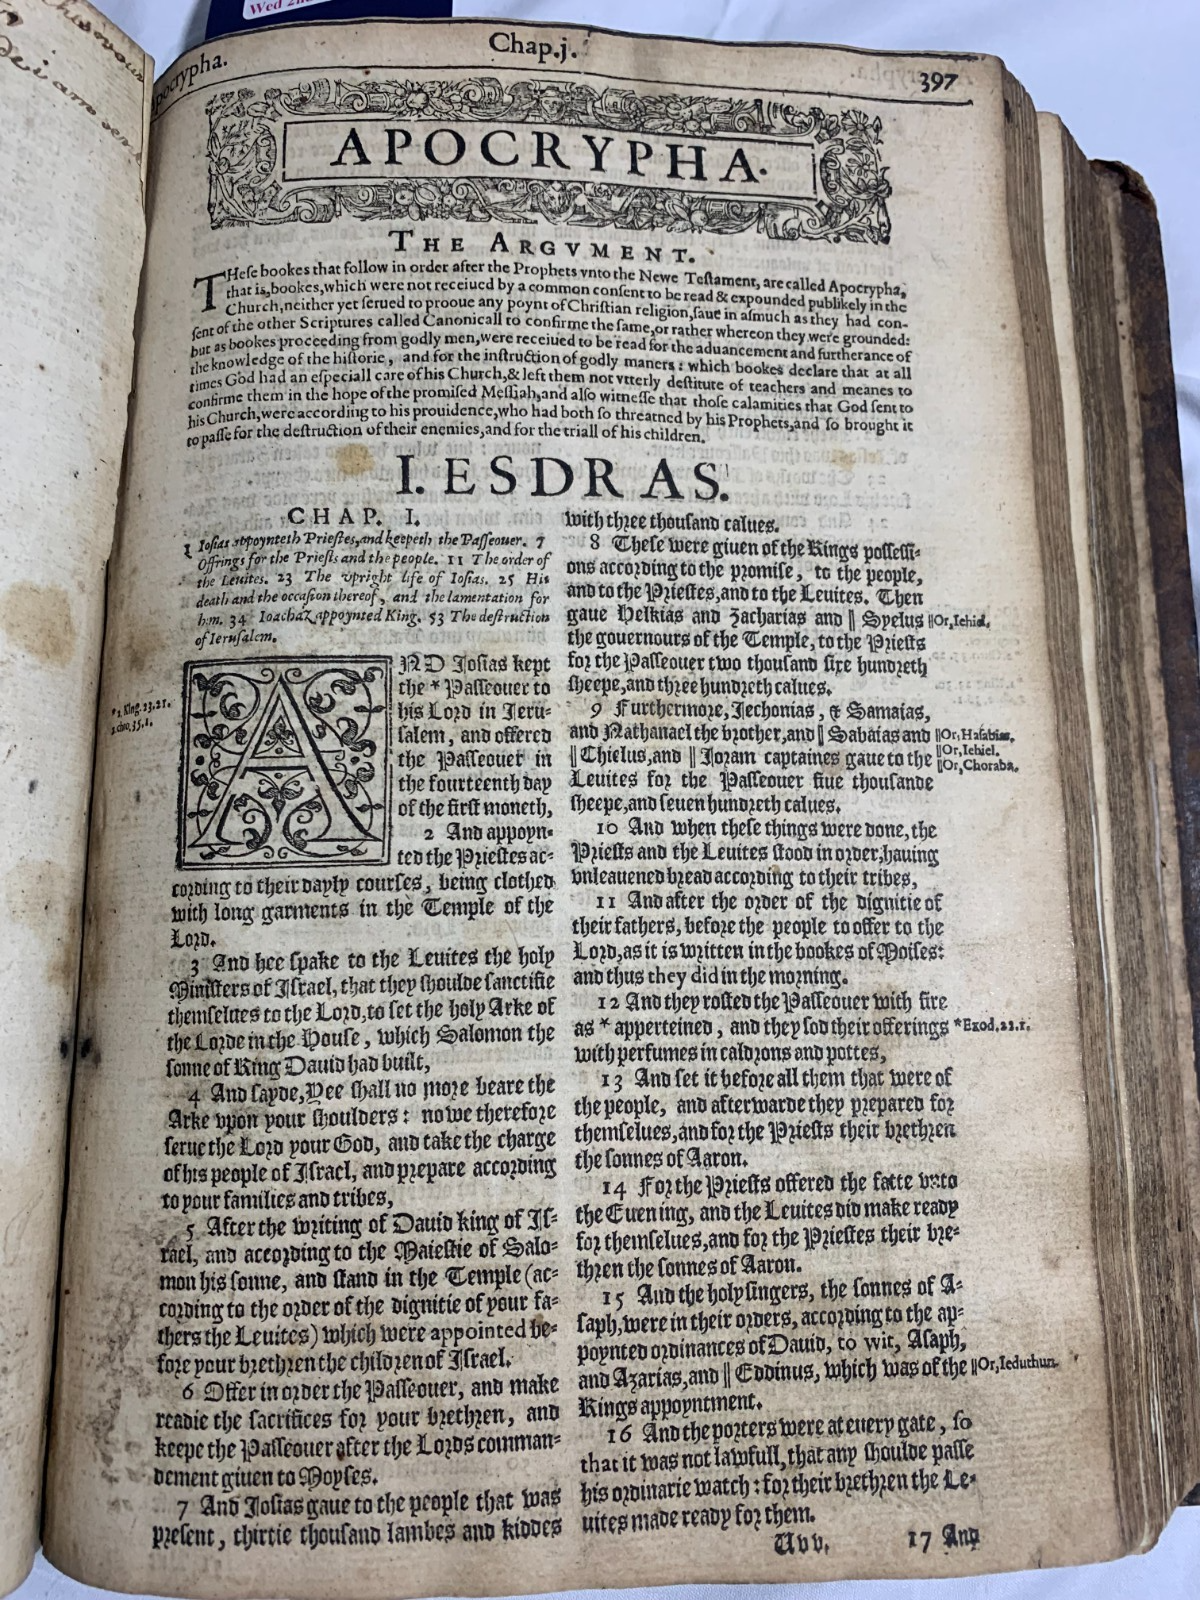 Wed 2nd
Apocrypha.
Chap.j.
397
APOCRYPHA.
THE ARGVMENT.
THeſe bookes that follow in order after the Prophets vnto the Newe Teſtament, are called Apocrypha,
that is,bookes,which were not receiued by a common conſent to be read & expounded publikely in the
Church,neither yet ſerued to prooue any poynt of Chriſtian religion,ſaue in aſmuch as they had con-
ſent of the other Scriptures called Canonicall to confirme the ſame,or rather whereon they were grounded:
but as bookes proceeding from godly men,were receiued to be read for the aduancement and furtherance of
the knowledge of the hiſtorie, and for the inſtruction of godly maners : which bookes declare that at all
times God had an eſpeciall care of his Church,& left them not vtterly deſtitute of teachers and meanes to
confirme them in the hope of the promiſed Meſſiah,and alſo witneſſe that thoſe calamities that God ſent to
his Church,were according to his prouidence,who had both ſo threatned by his Prophets,and ſo brought it
to paſſe for the deſtruction of their enemies,and for the triall of his children.
I. ESDRAS.
CHAP. I.
1 Ioſias appoynteth Prieſtes,and keepeth the Paſſeouer. 7
Offrings for the Prieſts and the people. 11 The order of
the Leuites. 23 The vpright life of Ioſias. 25 His
death and the occaſion thereof, and the lamentation for
him. 34 Ioachaz appoynted King. 53 The deſtruction
of Ieruſalem.
*2.King.23.21.
2.chro.35.1.
AND Joſias kept
the * Paſſeouer to
his Lord in Jeru-
ſalem, and offered
the Paſſeouer in
the fourteenth day
of the firſt moneth,
2 And appoyn-
ted the Prieſtes ac-
cording to their dayly courſes, being clothed
with long garments in the Temple of the
Lord.
3 And hee ſpake to the Leuites the holy
Miniſters of Iſrael, that they ſhoulde ſanctifie
themſelues to the Lord,to ſet the holy Arke of
the Lorde in the Houſe, which Salomon the
ſonne of King Dauid had built,
4 And ſayde,Yee ſhall no more beare the
Arke vpon your ſhoulders : nowe therefore
ſerue the Lord your God, and take the charge
of his people of Iſrael, and prepare according
to your families and tribes,
5 After the writing of Dauid king of Iſ-
rael, and according to the Maieſtie of Salo-
mon his ſonne, and ſtand in the Temple (ac-
cording to the order of the dignitie of your fa-
thers the Leuites) which were appointed be-
fore your brethren the children of Iſrael.
6 Offer in order the Paſſeouer, and make
readie the ſacrifices for your brethren, and
keepe the Paſſeouer after the Lords comman-
dement giuen to Moyſes.
7 And Joſias gaue to the people that was
preſent, thirtie thouſand lambes and kiddes
with three thouſand calues.
8 Theſe were giuen of the Kings poſſeſſi-
ons according to the promiſe, to the people,
and to the Prieſtes,and to the Leuites. Then
gaue Helkias and Zacharias and || Syelus
||Or,Iehiel.
the gouernours of the Temple, to the Prieſts
for the Paſſeouer two thouſand ſixe hundreth
ſheepe,and three hundreth calues.
9 Furthermore, Jechonias, & Samaias,
and Nathanael the brother,and || Sabaias and
||Or,Haſabias.
|| Chielus,and || Joram captaines gaue to the
||Or,Iehiel.
||Or,Choraba.
Leuites for the Paſſeouer fiue thouſande
ſheepe,and ſeuen hundreth calues.
10 And when theſe things were done, the
Prieſts and the Leuites ſtood in order,hauing
vnleauened bread according to their tribes,
11 And after the order of the dignitie of
their fathers, before the people to offer to the
Lord,as it is written in the bookes of Moiſes:
and thus they did in the morning.
12 And they roſted the Paſſeouer with fire
as * apperteined, and they ſod their offerings
*Exod.22.1.
with perfumes in caldrons and pottes,
13 And ſet it before all them that were of
the people, and afterwarde they prepared for
themſelues,and for the Prieſts their brethren
the ſonnes of Aaron.
14 For the Prieſts offered the fatte vnto
the Euening, and the Leuites did make ready
for themſelues,and for the Prieſtes their bre-
thren the ſonnes of Aaron.
15 And the holy ſingers, the ſonnes of A-
ſaph,were in their orders, according to the ap-
poynted ordinances of Dauid, to wit, Aſaph,
and Azarias,and || Eddinus, which was of the
||Or,Ieduthun.
Kings appoyntment.
16 And the porters were at euery gate, ſo
that it was not lawfull, that any ſhoulde paſſe
his ordinarie watch : for their brethren the Le-
uites made ready for them.
Uvv.
17 And